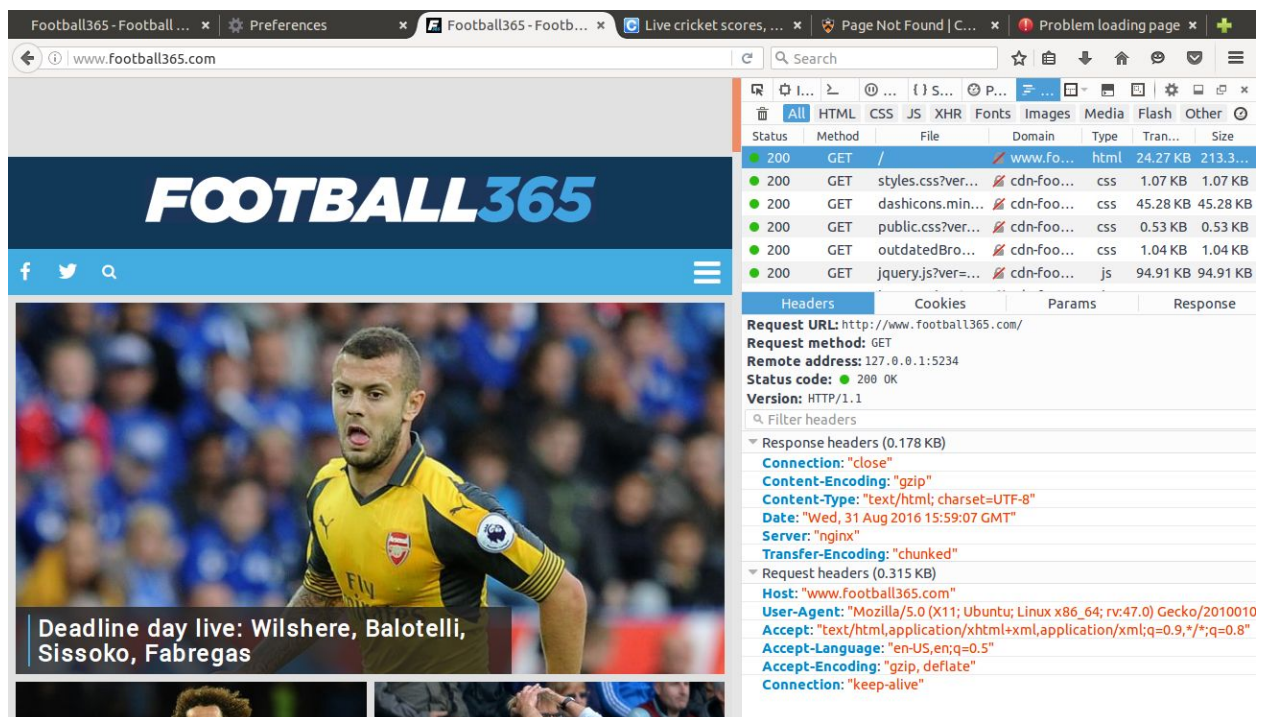 Football365 - Football ... × Preferences × Football365 - Footb... × Live cricket scores, ... × Page Not Found | C... × Problem loading page ×
www.football365.com Search
I... ... { } S... P... ...
All HTML CSS JS XHR Fonts Images Media Flash Other
Status Method File Domain Type Tran... Size
200 GET / www.fo... html 24.27 KB 213.3...
200 GET styles.css?ver... cdn-foo... css 1.07 KB 1.07 KB
200 GET dashicons.min... cdn-foo... css 45.28 KB 45.28 KB
200 GET public.css?ver... cdn-foo... css 0.53 KB 0.53 KB
200 GET outdatedBro... cdn-foo... css 1.04 KB 1.04 KB
200 GET jquery.js?ver=... cdn-foo... js 94.91 KB 94.91 KB
FOOTBALL365
Headers Cookies Params Response
Request URL: http://www.football365.com/
Request method: GET
Remote address: 127.0.0.1:5234
Status code: 200 OK
Version: HTTP/1.1
Filter headers
Response headers (0.178 KB)
Connection: "close"
Content-Encoding: "gzip"
Content-Type: "text/html; charset=UTF-8"
Date: "Wed, 31 Aug 2016 15:59:07 GMT"
Server: "nginx"
Transfer-Encoding: "chunked"
Request headers (0.315 KB)
Host: "www.football365.com"
User-Agent: "Mozilla/5.0 (X11; Ubuntu; Linux x86_64; rv:47.0) Gecko/2010010
Accept: "text/html,application/xhtml+xml,application/xml;q=0.9,*/*;q=0.8"
Accept-Language: "en-US,en;q=0.5"
Accept-Encoding: "gzip, deflate"
Connection: "keep-alive"
Fly
Arsenal
Deadline day live: Wilshere, Balotelli,
Sissoko, Fabregas